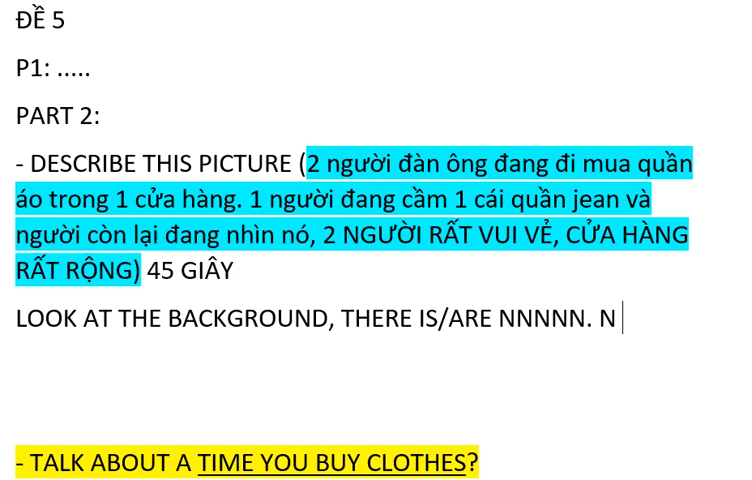 ĐỀ 5
P1: .....
PART 2:
- DESCRIBE THIS PICTURE (2 người đàn ông đang đi mua quần
áo trong 1 cửa hàng. 1 người đang cầm 1 cái quần jean và
người còn lại đang nhìn nó, 2 NGƯỜI RẤT VUI VẺ, CỬA HÀNG
RẤT RỘNG) 45 GIÂY
LOOK AT THE BACKGROUND, THERE IS/ARE NNNNN. N
- TALK ABOUT A TIME YOU BUY CLOTHES?